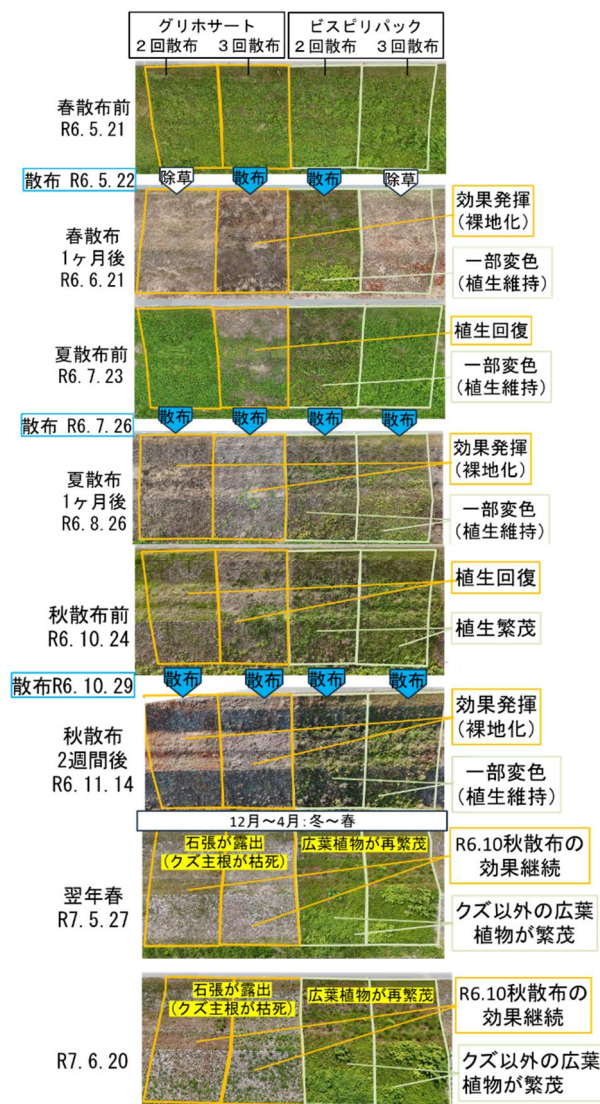 グリホサート
2回散布　3回散布
ビスピリバック
2回散布　3回散布
春散布前
R6.5.21
散布 R6.5.22
除草
散布
散布
除草
春散布
1ヶ月後
R6.6.21
効果発揮
(裸地化)
一部変色
(植生維持)
夏散布前
R6.7.23
植生回復
一部変色
(植生維持)
散布 R6.7.26
散布
散布
散布
散布
夏散布
1ヶ月後
R6.8.26
効果発揮
(裸地化)
一部変色
(植生維持)
秋散布前
R6.10.24
植生回復
植生繁茂
散布R6.10.29
散布
散布
散布
散布
秋散布
2週間後
R6.11.14
効果発揮
(裸地化)
一部変色
(植生維持)
12月～4月:冬～春
翌年春
R7.5.27
石張が露出
(クズ主根が枯死)
広葉植物が再繁茂
R6.10秋散布の
効果継続
クズ以外の広葉
植物が繁茂
R7.6.20
石張が露出
(クズ主根が枯死)
広葉植物が再繁茂
R6.10秋散布の
効果継続
クズ以外の広葉
植物が繁茂